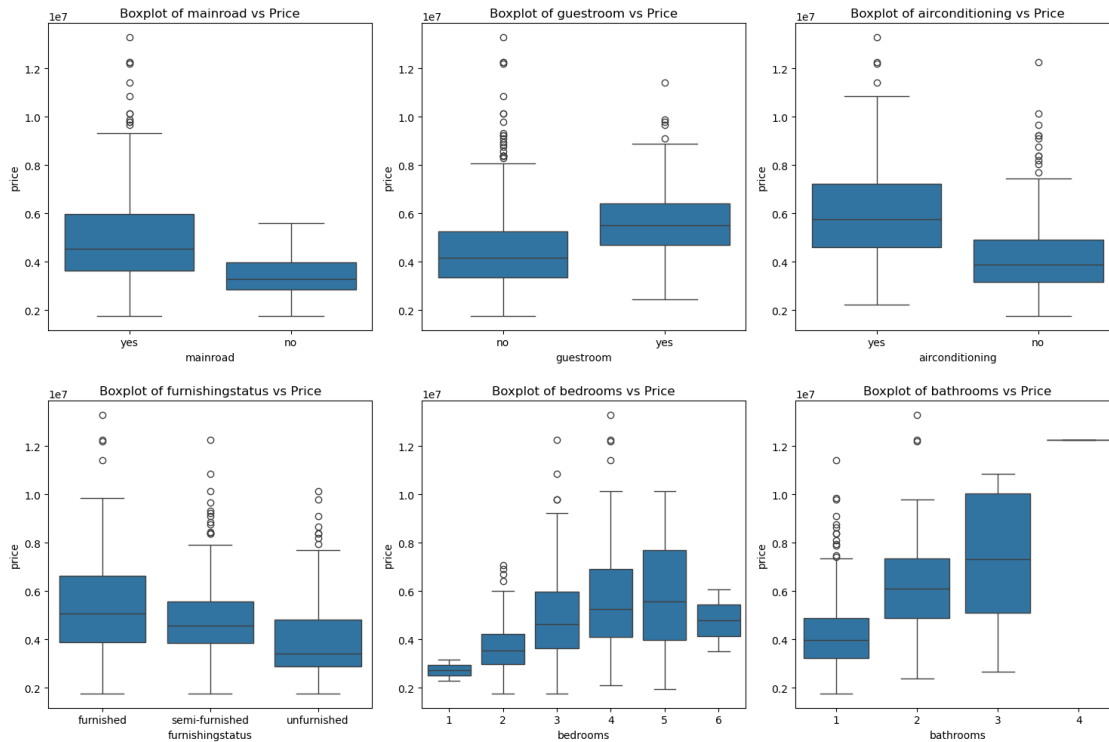 Boxplot of mainroad vs Price
1e7
1.2
1.0
0.8
0.6
0.4
0.2
price
yes no
mainroad
Boxplot of guestroom vs Price
1e7
1.2
1.0
0.8
0.6
0.4
0.2
price
no yes
guestroom
Boxplot of airconditioning vs Price
1e7
1.2
1.0
0.8
0.6
0.4
0.2
price
yes no
airconditioning
Boxplot of furnishingstatus vs Price
1e7
1.2
1.0
0.8
0.6
0.4
0.2
price
furnished semi-furnished unfurnished
furnishingstatus
Boxplot of bedrooms vs Price
1e7
1.2
1.0
0.8
0.6
0.4
0.2
price
1 2 3 4 5 6
bedrooms
Boxplot of bathrooms vs Price
1e7
1.2
1.0
0.8
0.6
0.4
0.2
price
1 2 3 4
bathrooms